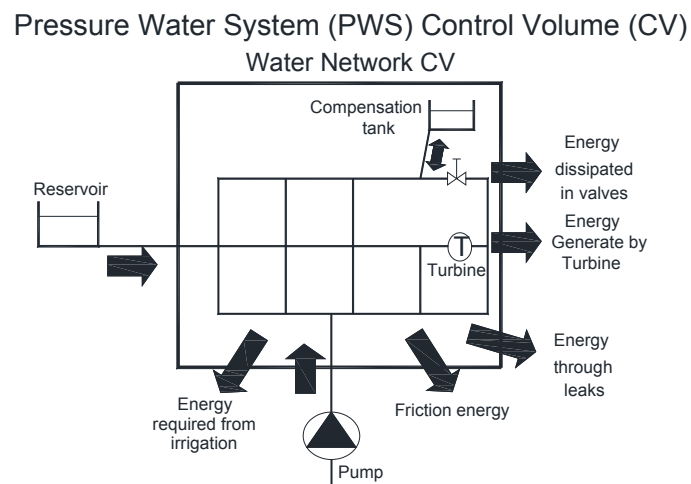 Pressure Water System (PWS) Control Volume (CV)
Water Network CV
Compensation
tank
Energy
dissipated
in valves
Reservoir
Energy
Generate by
Turbine
T
Turbine
Energy
through
leaks
Energy
required from
irrigation
Friction energy
Pump